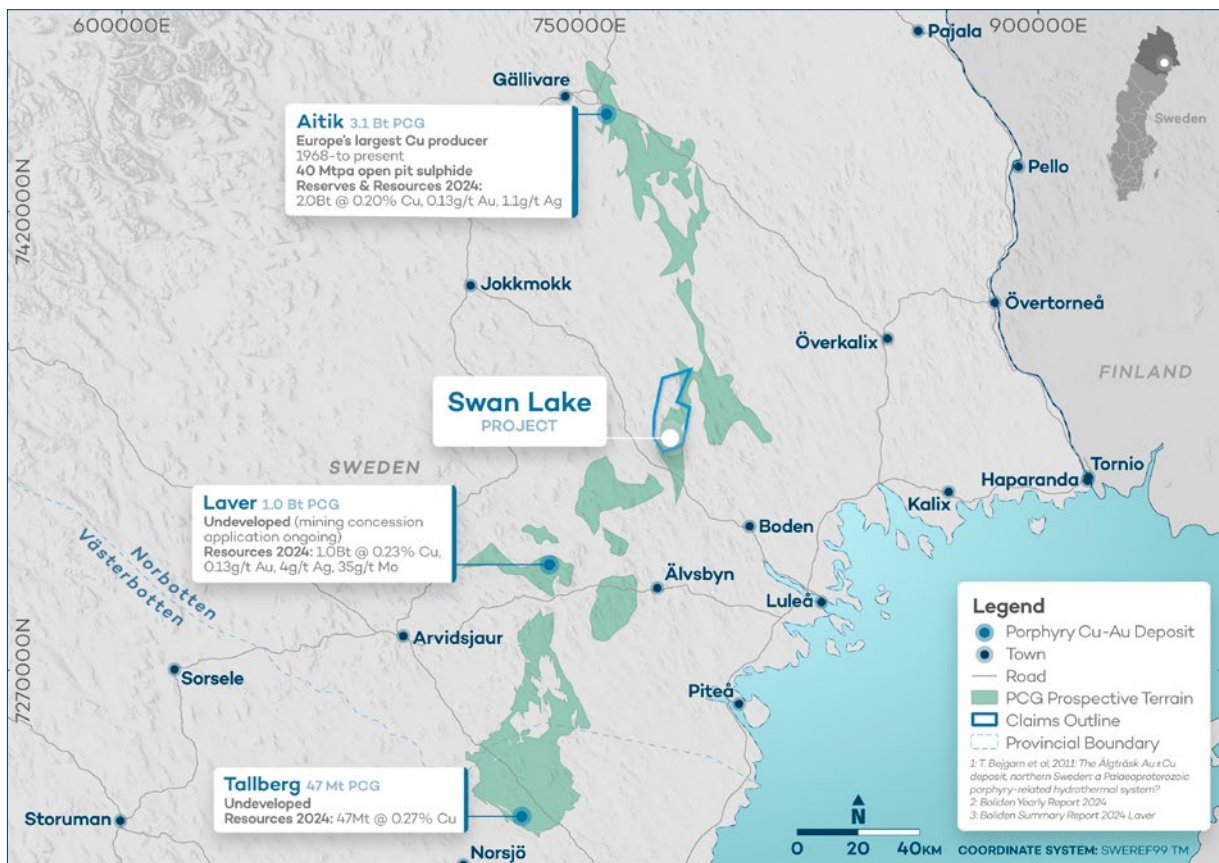 600000E
750000E
900000E
7420000N
7270000N
Pajala
Sweden
Gällivare
Aitik 3.1 Bt PCG
Europe's largest Cu producer
1968-to present
40 Mtpa open pit sulphide
Reserves & Resources 2024:
2.0Bt @ 0.20% Cu, 0.13g/t Au, 1.1g/t Ag
Pello
Jokkmokk
Övertorneå
Överkalix
FINLAND
Swan Lake
PROJECT
SWEDEN
Laver 1.0 Bt PCG
Undeveloped (mining concession
application ongoing)
Resources 2024: 1.0Bt @ 0.23% Cu,
0.13g/t Au, 4g/t Ag, 35g/t Mo
Tornio
Haparanda
Kalix
Boden
Norrbotten
Västerbotten
Älvsbyn
Luleå
Arvidsjaur
Sorsele
Piteå
Tallberg 47 Mt PCG
Undeveloped
Resources 2024: 47Mt @ 0.27% Cu
Storuman
Norsjö
Legend
Porphyry Cu-Au Deposit
Town
Road
PCG Prospective Terrain
Claims Outline
Provincial Boundary
1: T. Bejgarn et al, 2011: The Älgträsk Au±Cu
deposit, northern Sweden: a Palaeoproterozoic
porphyry-related hydrothermal system?
2: Boliden Yearly Report 2024
3: Boliden Summary Report 2024 Laver
N
0 20 40KM
COORDINATE SYSTEM: SWEREF99 TM